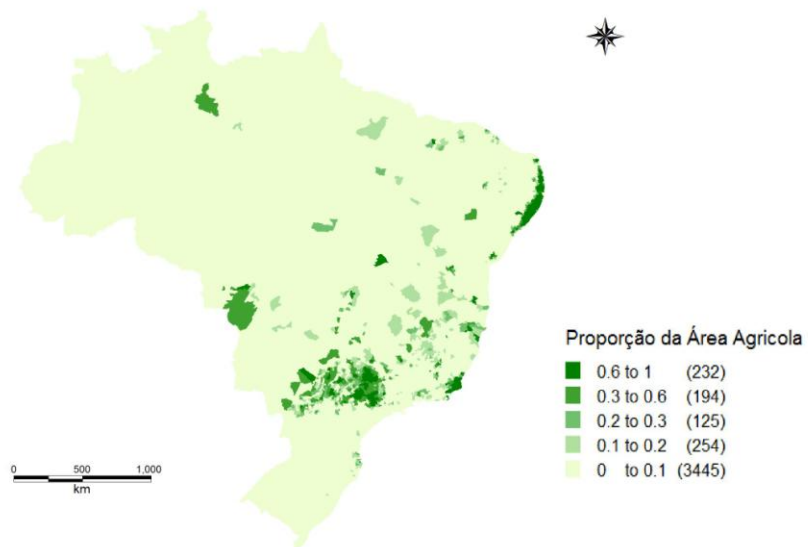 Proporção da Área Agricola
0.6 to 1 (232)
0.3 to 0.6 (194)
0.2 to 0.3 (125)
0.1 to 0.2 (254)
0 to 0.1 (3445)
0 500 1,000
km